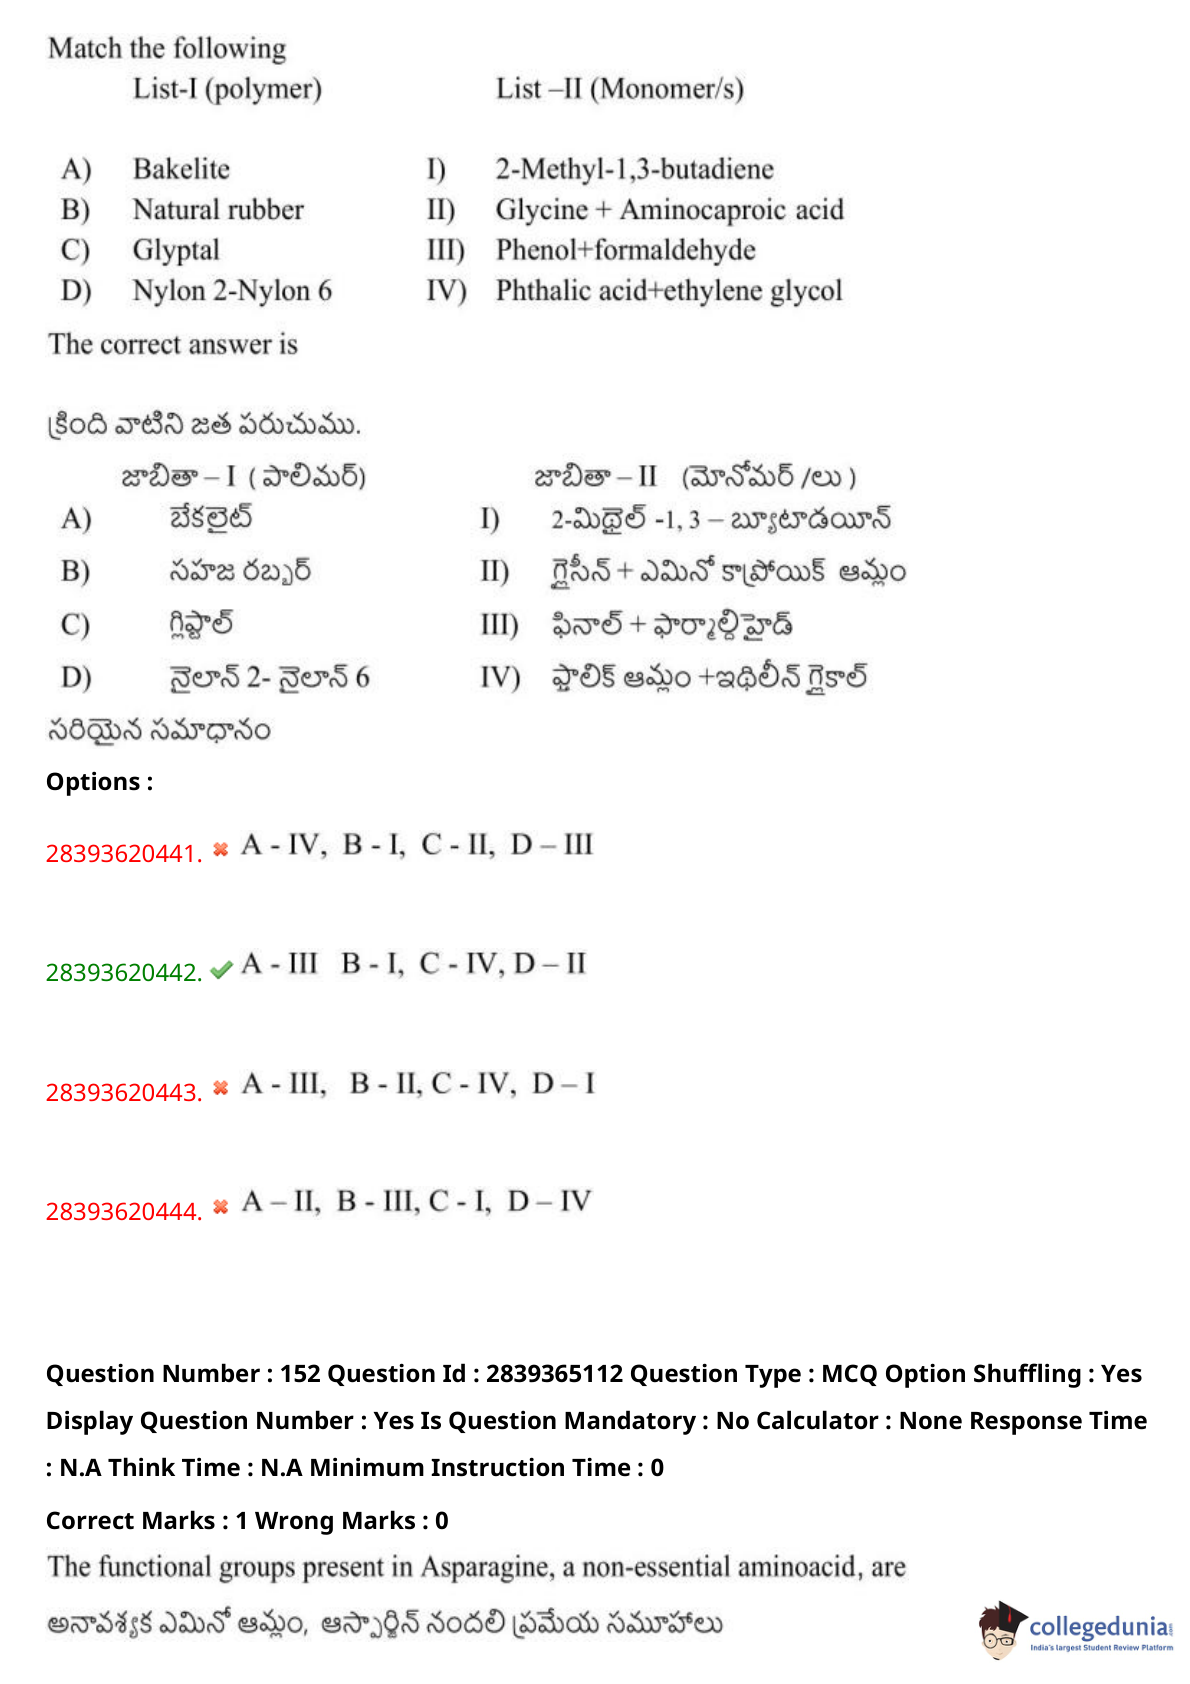 Match the following
List-I (polymer) List –II (Monomer/s)
A) Bakelite I) 2-Methyl-1,3-butadiene
B) Natural rubber II) Glycine + Aminocaproic acid
C) Glyptal III) Phenol+formaldehyde
D) Nylon 2-Nylon 6 IV) Phthalic acid+ethylene glycol
The correct answer is
క్రింది వాటిని జత పరుచుము.
జాబితా – I ( పాలిమర్) జాబితా – II (మోనోమర్ /లు )
A) బేకలైట్ I) 2-మిథైల్ -1, 3 – బ్యూటాడయీన్
B) సహజ రబ్బర్ II) గ్లైసీన్ + ఎమినో కాప్రోయిక్ ఆమ్లం
C) గ్లిప్టాల్ III) ఫినాల్ + ఫార్మాల్డిహైడ్
D) నైలాన్ 2- నైలాన్ 6 IV) ఫ్తాలిక్ ఆమ్లం +ఇథిలీన్ గ్లైకాల్
సరియైన సమాధానం
Options :
28393620441. A - IV, B - I, C - II, D – III
28393620442. A - III B - I, C - IV, D – II
28393620443. A - III, B - II, C - IV, D – I
28393620444. A – II, B - III, C - I, D – IV
Question Number : 152 Question Id : 2839365112 Question Type : MCQ Option Shuffling : Yes
Display Question Number : Yes Is Question Mandatory : No Calculator : None Response Time
: N.A Think Time : N.A Minimum Instruction Time : 0
Correct Marks : 1 Wrong Marks : 0
The functional groups present in Asparagine, a non-essential aminoacid, are
అనావశ్యక ఎమినో ఆమ్లం, ఆస్పార్జిన్ నందలి ప్రమేయ సమూహాలు
collegedunia.com
India's largest Student Review Platform